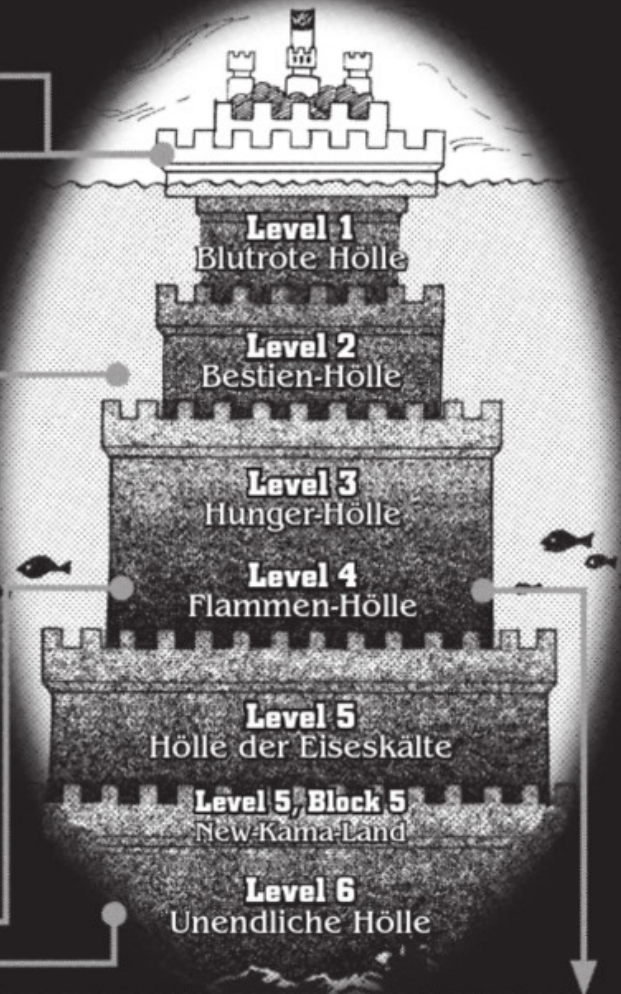 Level 1
Blutrote Hölle
Level 2
Bestien-Hölle
Level 3
Hunger-Hölle
Level 4
Flammen-Hölle
Level 5
Hölle der Eiseskälte
Level 5, Block 5
New-Kama-Land
Level 6
Unendliche Hölle